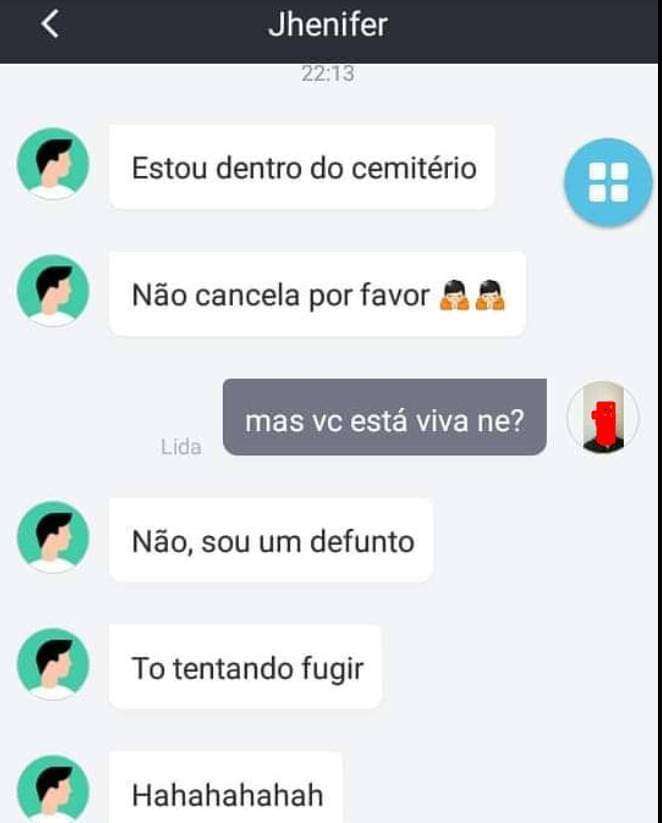 Jhenifer
22:13
Estou dentro do cemitério
Não cancela por favor 🙏🏻🙏🏻
mas vc está viva ne?
Lida
Não, sou um defunto
To tentando fugir
Hahahahahah